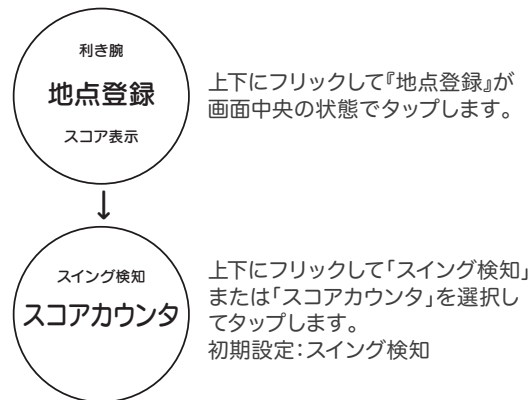 利き腕
地点登録
スコア表示
上下にフリックして『地点登録』が
画面中央の状態でタップします。
↓
スイング検知
スコアカウンタ
上下にフリックして「スイング検知」
または「スコアカウンタ」を選択し
てタップします。
初期設定：スイング検知